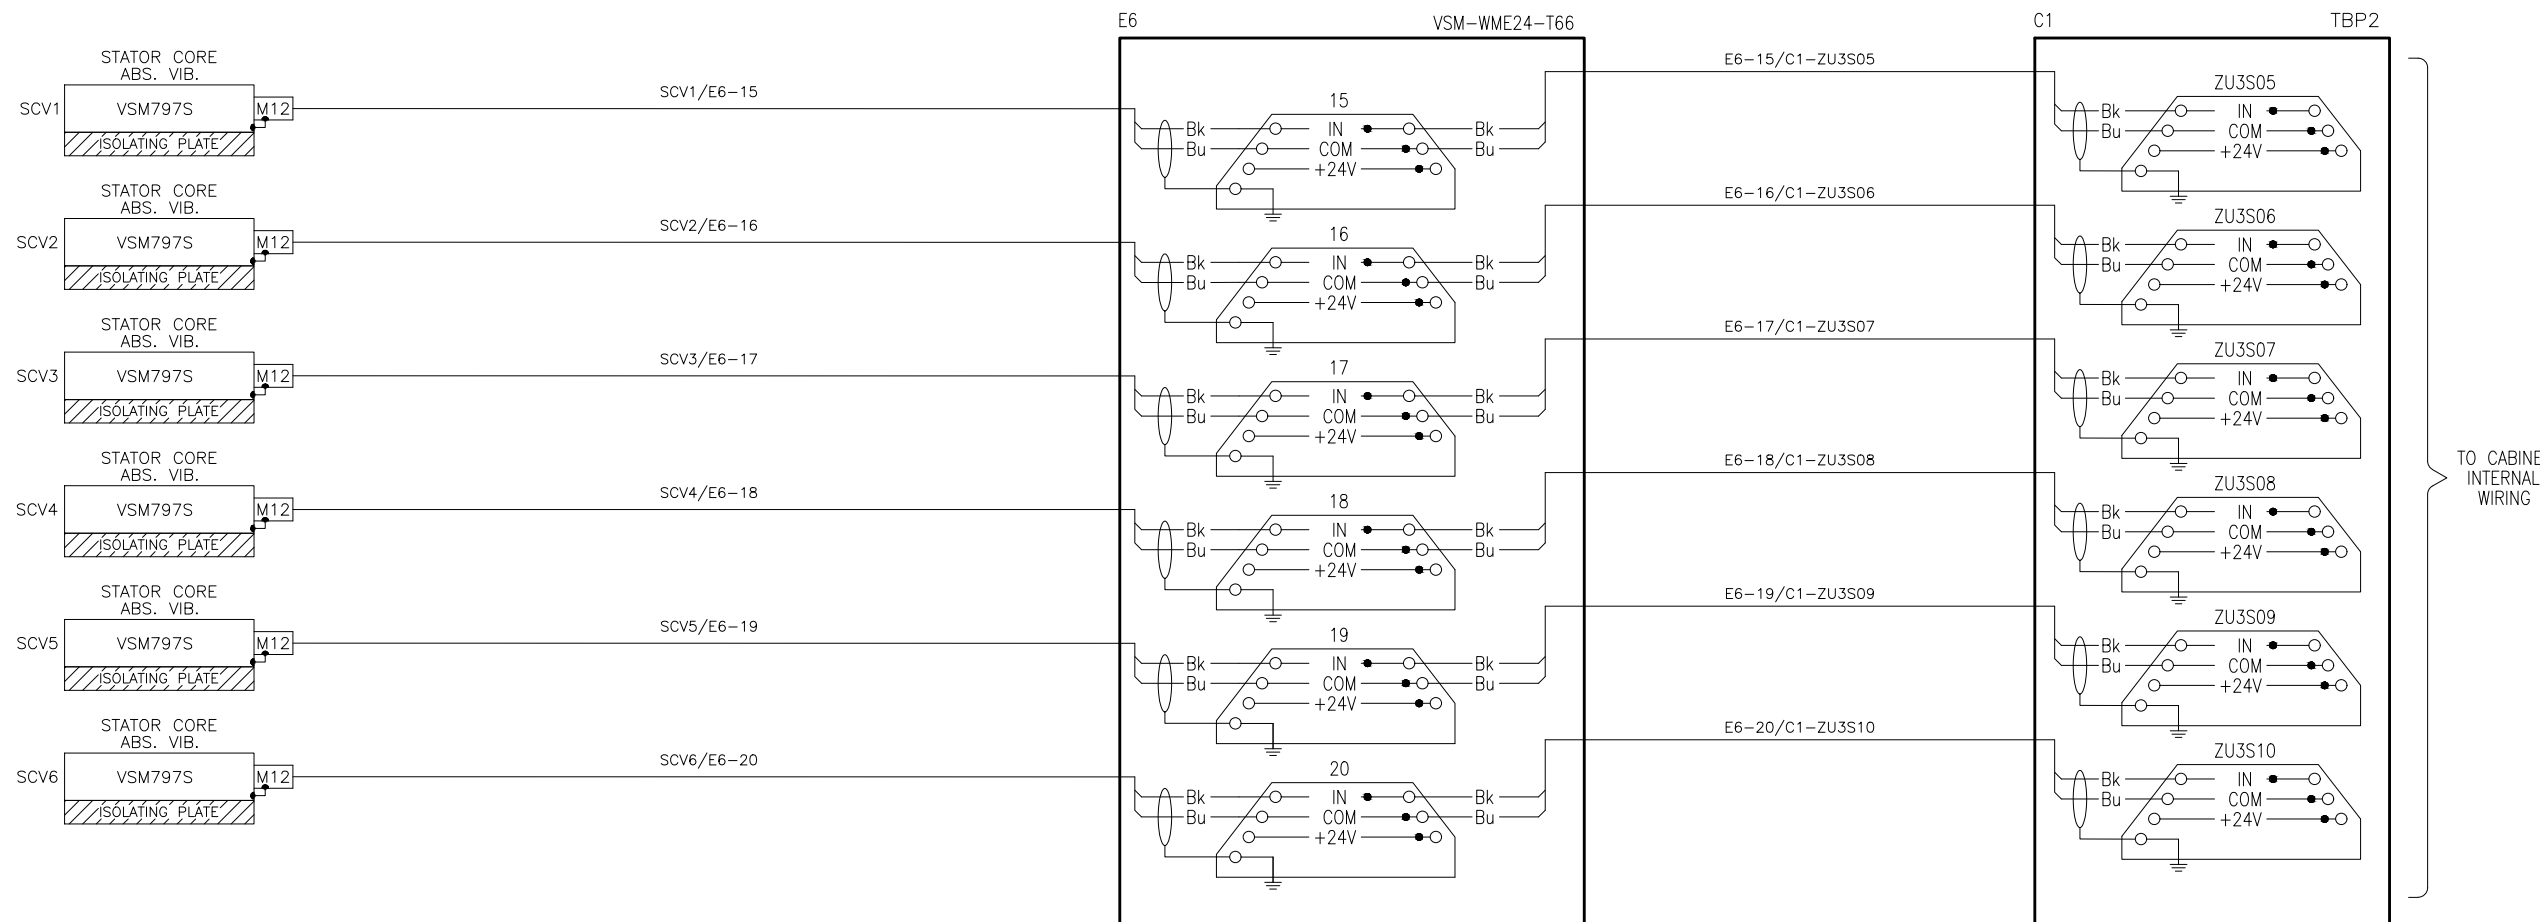 E6 VSM-WME24-T66 C1 TBP2
STATOR CORE
ABS. VIB.
SCV1 VSM797S M12
ISOLATING PLATE
SCV1/E6-15
15
Bk IN Bk
Bu COM Bu
+24V
E6-15/C1-ZU3S05
ZU3S05
Bk IN
Bu COM
+24V
STATOR CORE
ABS. VIB.
SCV2 VSM797S M12
ISOLATING PLATE
SCV2/E6-16
16
Bk IN Bk
Bu COM Bu
+24V
E6-16/C1-ZU3S06
ZU3S06
Bk IN
Bu COM
+24V
STATOR CORE
ABS. VIB.
SCV3 VSM797S M12
ISOLATING PLATE
SCV3/E6-17
17
Bk IN Bk
Bu COM Bu
+24V
E6-17/C1-ZU3S07
ZU3S07
Bk IN
Bu COM
+24V
STATOR CORE
ABS. VIB.
SCV4 VSM797S M12
ISOLATING PLATE
SCV4/E6-18
18
Bk IN Bk
Bu COM Bu
+24V
E6-18/C1-ZU3S08
ZU3S08
Bk IN
Bu COM
+24V
STATOR CORE
ABS. VIB.
SCV5 VSM797S M12
ISOLATING PLATE
SCV5/E6-19
19
Bk IN Bk
Bu COM Bu
+24V
E6-19/C1-ZU3S09
ZU3S09
Bk IN
Bu COM
+24V
STATOR CORE
ABS. VIB.
SCV6 VSM797S M12
ISOLATING PLATE
SCV6/E6-20
20
Bk IN Bk
Bu COM Bu
+24V
E6-20/C1-ZU3S10
ZU3S10
Bk IN
Bu COM
+24V
TO CABINE
INTERNAL
WIRING